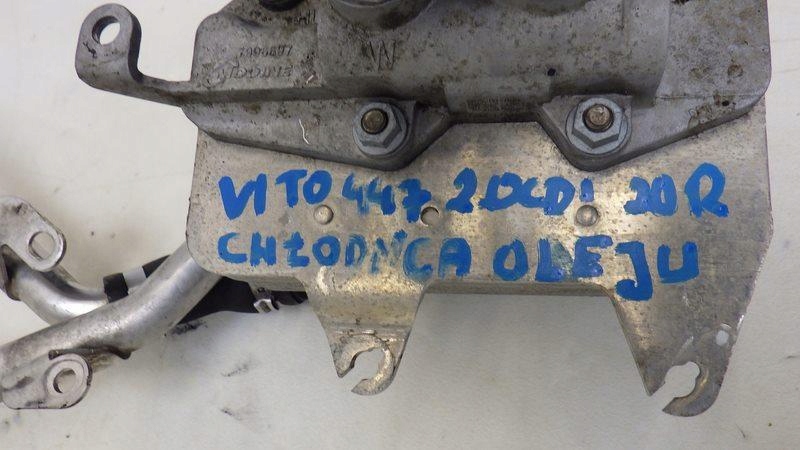 VITO 447 2.0CDI 20R
CHŁODNICA OLEJU